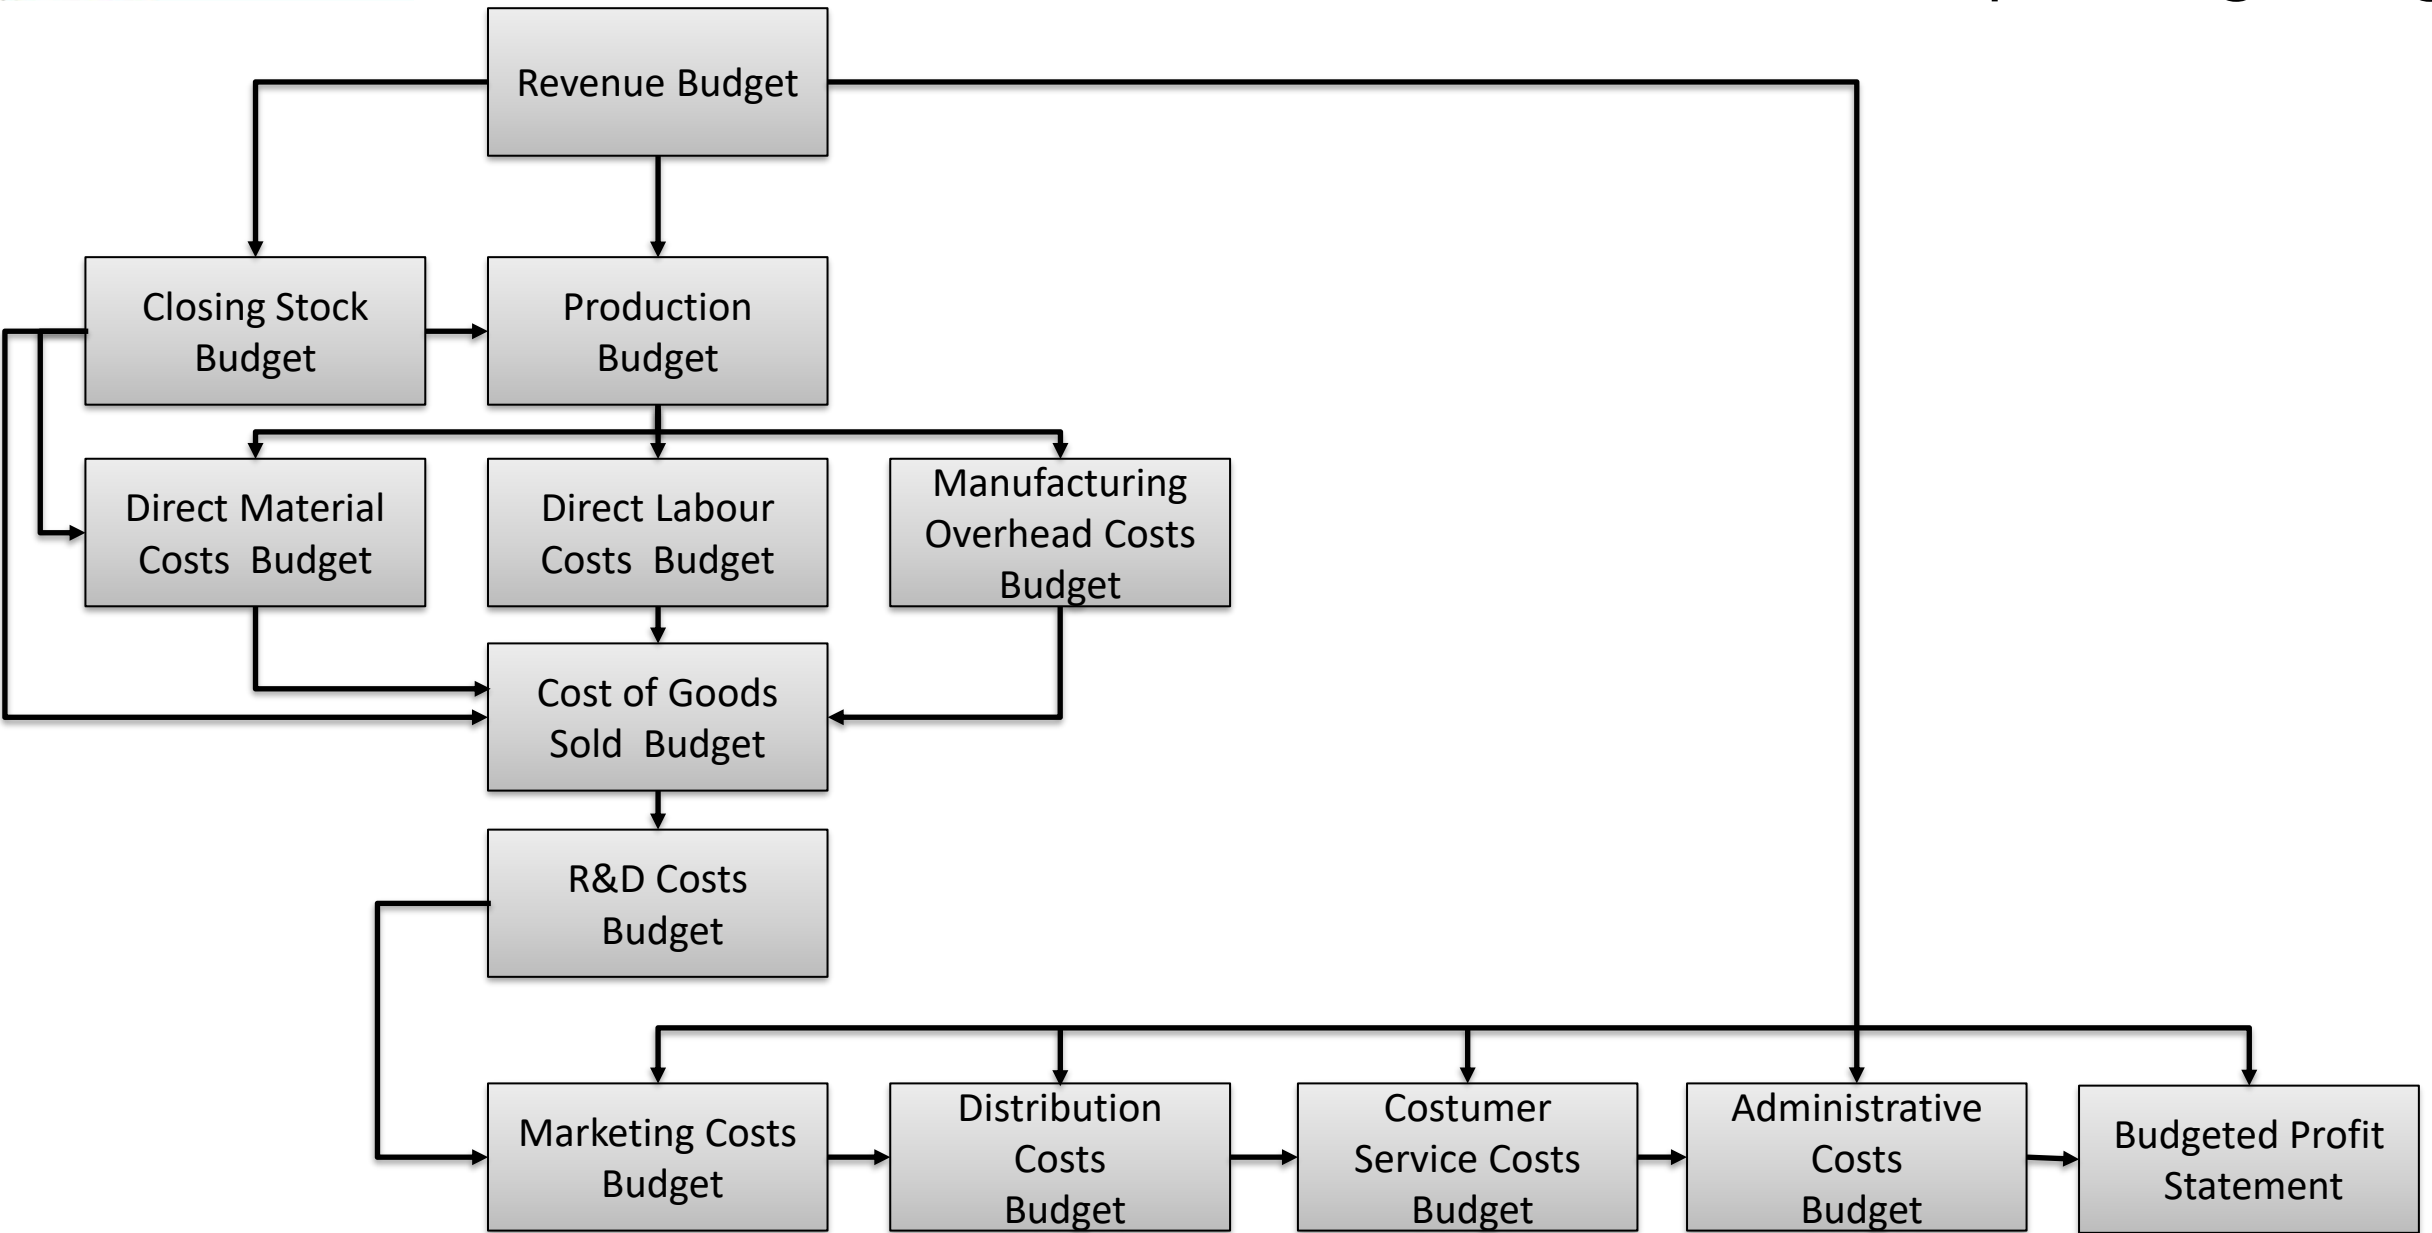 Revenue Budget
Closing Stock
Budget
Production
Budget
Direct Material
Costs  Budget
Direct Labour
Costs  Budget
Manufacturing
Overhead Costs
Budget
Cost of Goods
Sold  Budget
R&D Costs
Budget
Marketing Costs
Budget
Distribution
Costs
Budget
Costumer
Service Costs
Budget
Administrative
Costs
Budget
Budgeted Profit
Statement